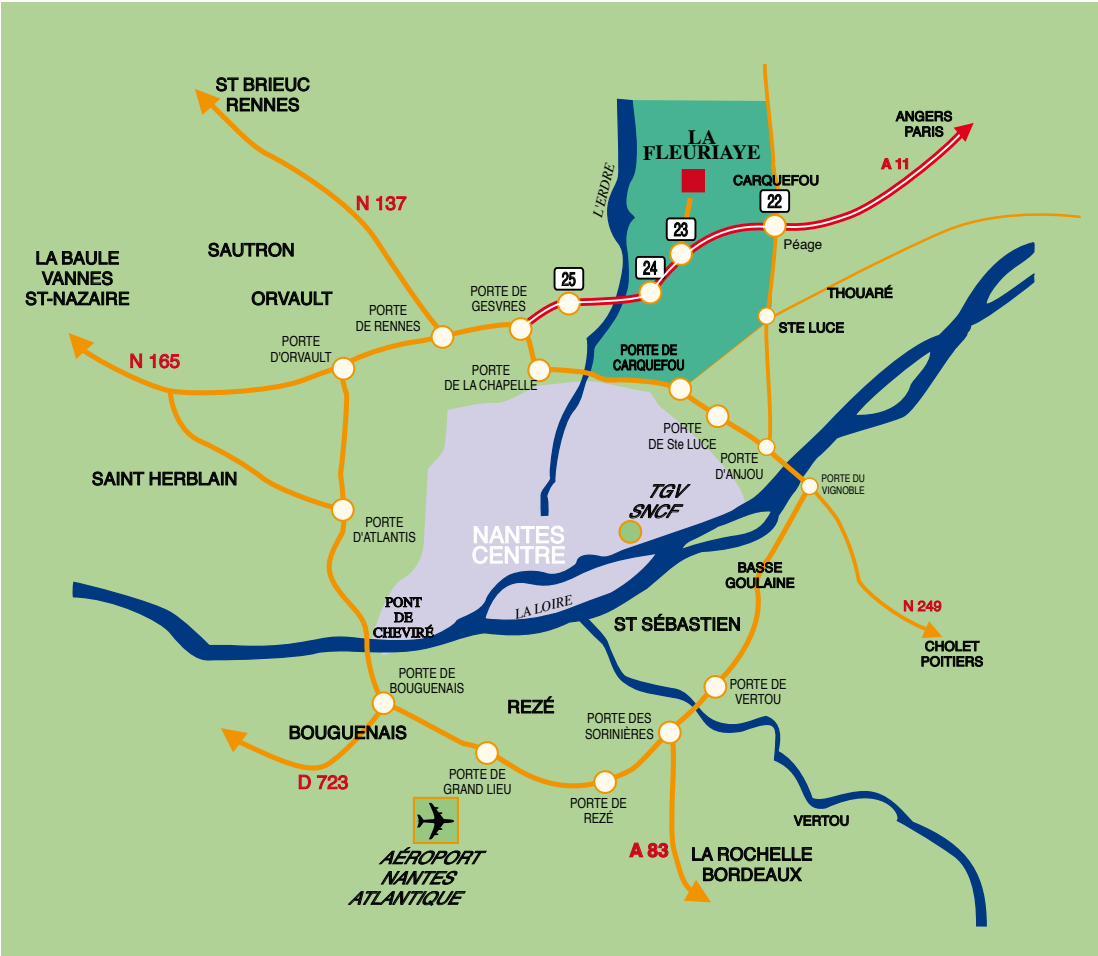 ST BRIEUC
RENNES
ANGERS
PARIS
LA
FLEURIAYE
A 11
L'ERDRE
CARQUEFOU
22
N 137
23
Péage
SAUTRON
LA BAULE
VANNES
ST-NAZAIRE
24
25
ORVAULT
PORTE DE
GESVRES
THOUARÉ
PORTE
DE RENNES
STE LUCE
PORTE
D'ORVAULT
PORTE DE
CARQUEFOU
N 165
PORTE
DE LA CHAPELLE
PORTE
DE Ste LUCE
PORTE
D'ANJOU
SAINT HERBLAIN
PORTE DU
VIGNOBLE
TGV
SNCF
PORTE
D'ATLANTIS
NANTES
CENTRE
BASSE
GOULAINE
PONT
DE
CHEVIRÉ
LA LOIRE
N 249
ST SÉBASTIEN
CHOLET
POITIERS
PORTE DE
BOUGUENAIS
PORTE DE
VERTOU
REZÉ
PORTE DES
SORINIÈRES
BOUGUENAIS
D 723
PORTE DE
GRAND LIEU
PORTE DE
REZÉ
VERTOU
AÉROPORT
NANTES
ATLANTIQUE
A 83
LA ROCHELLE
BORDEAUX